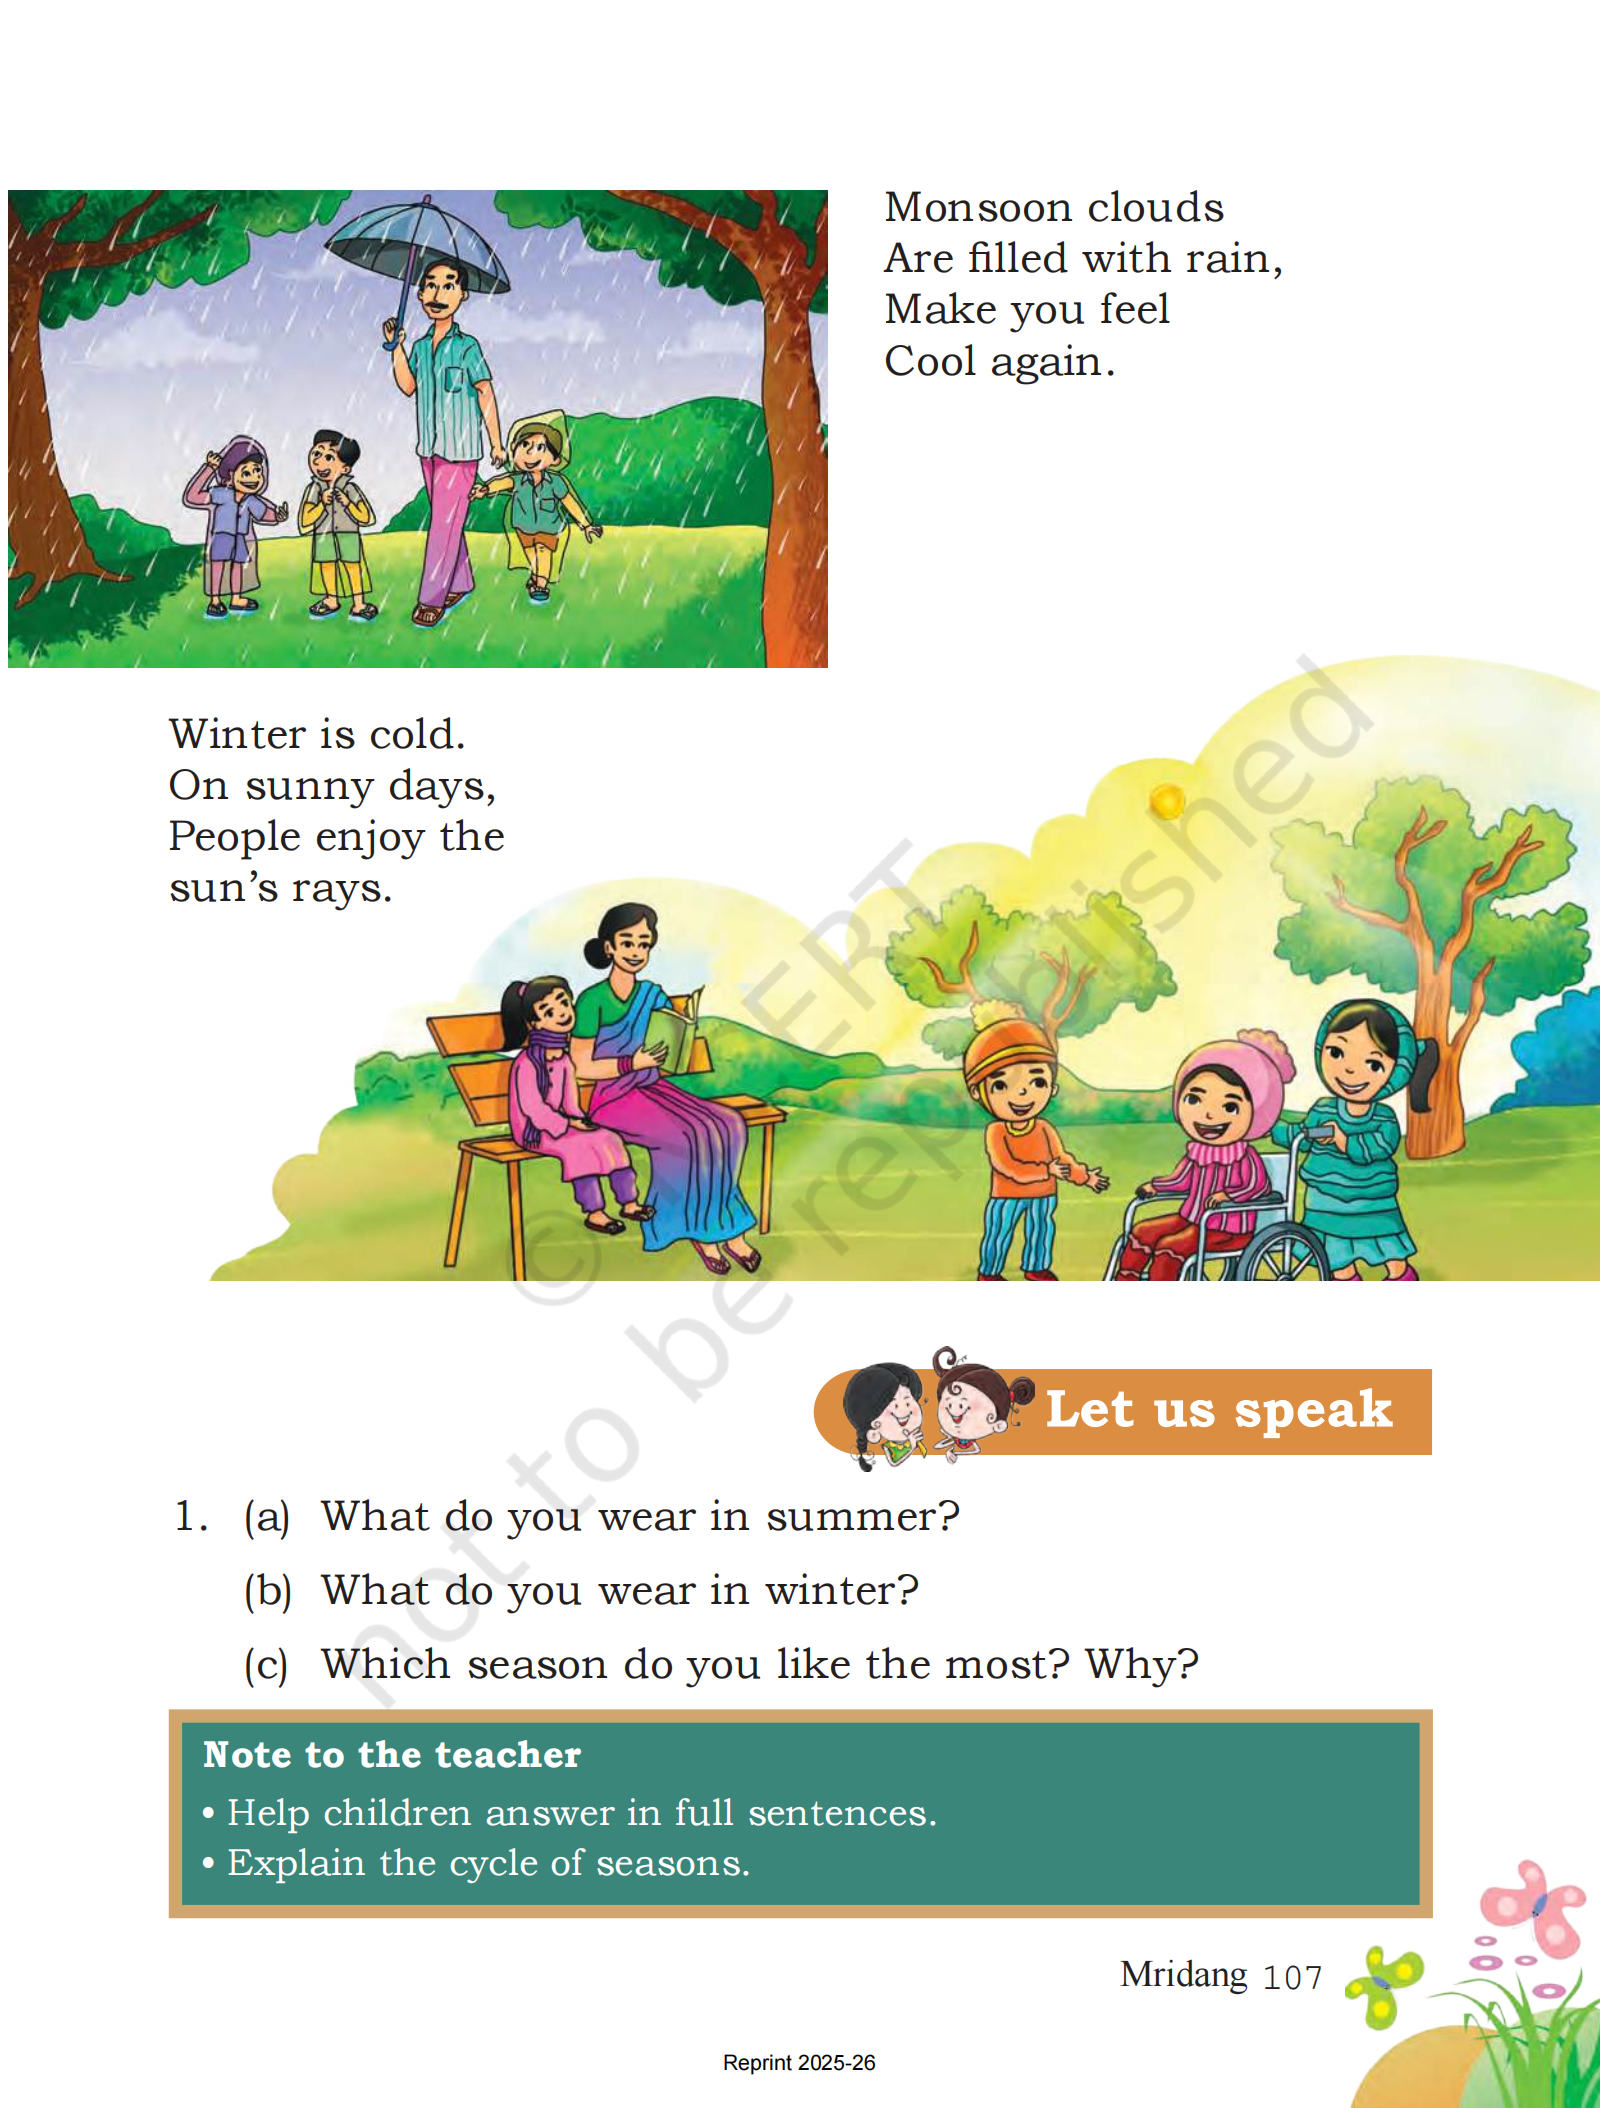 Monsoon clouds
Are filled with rain,
Make you feel
Cool again.
Winter is cold.
On sunny days,
People enjoy the
sun’s rays.
© NCERT
not to be republished
Let us speak
1. (a) What do you wear in summer?
(b) What do you wear in winter?
(c) Which season do you like the most? Why?
Note to the teacher
• Help children answer in full sentences.
• Explain the cycle of seasons.
Mridang 107
Reprint 2025-26